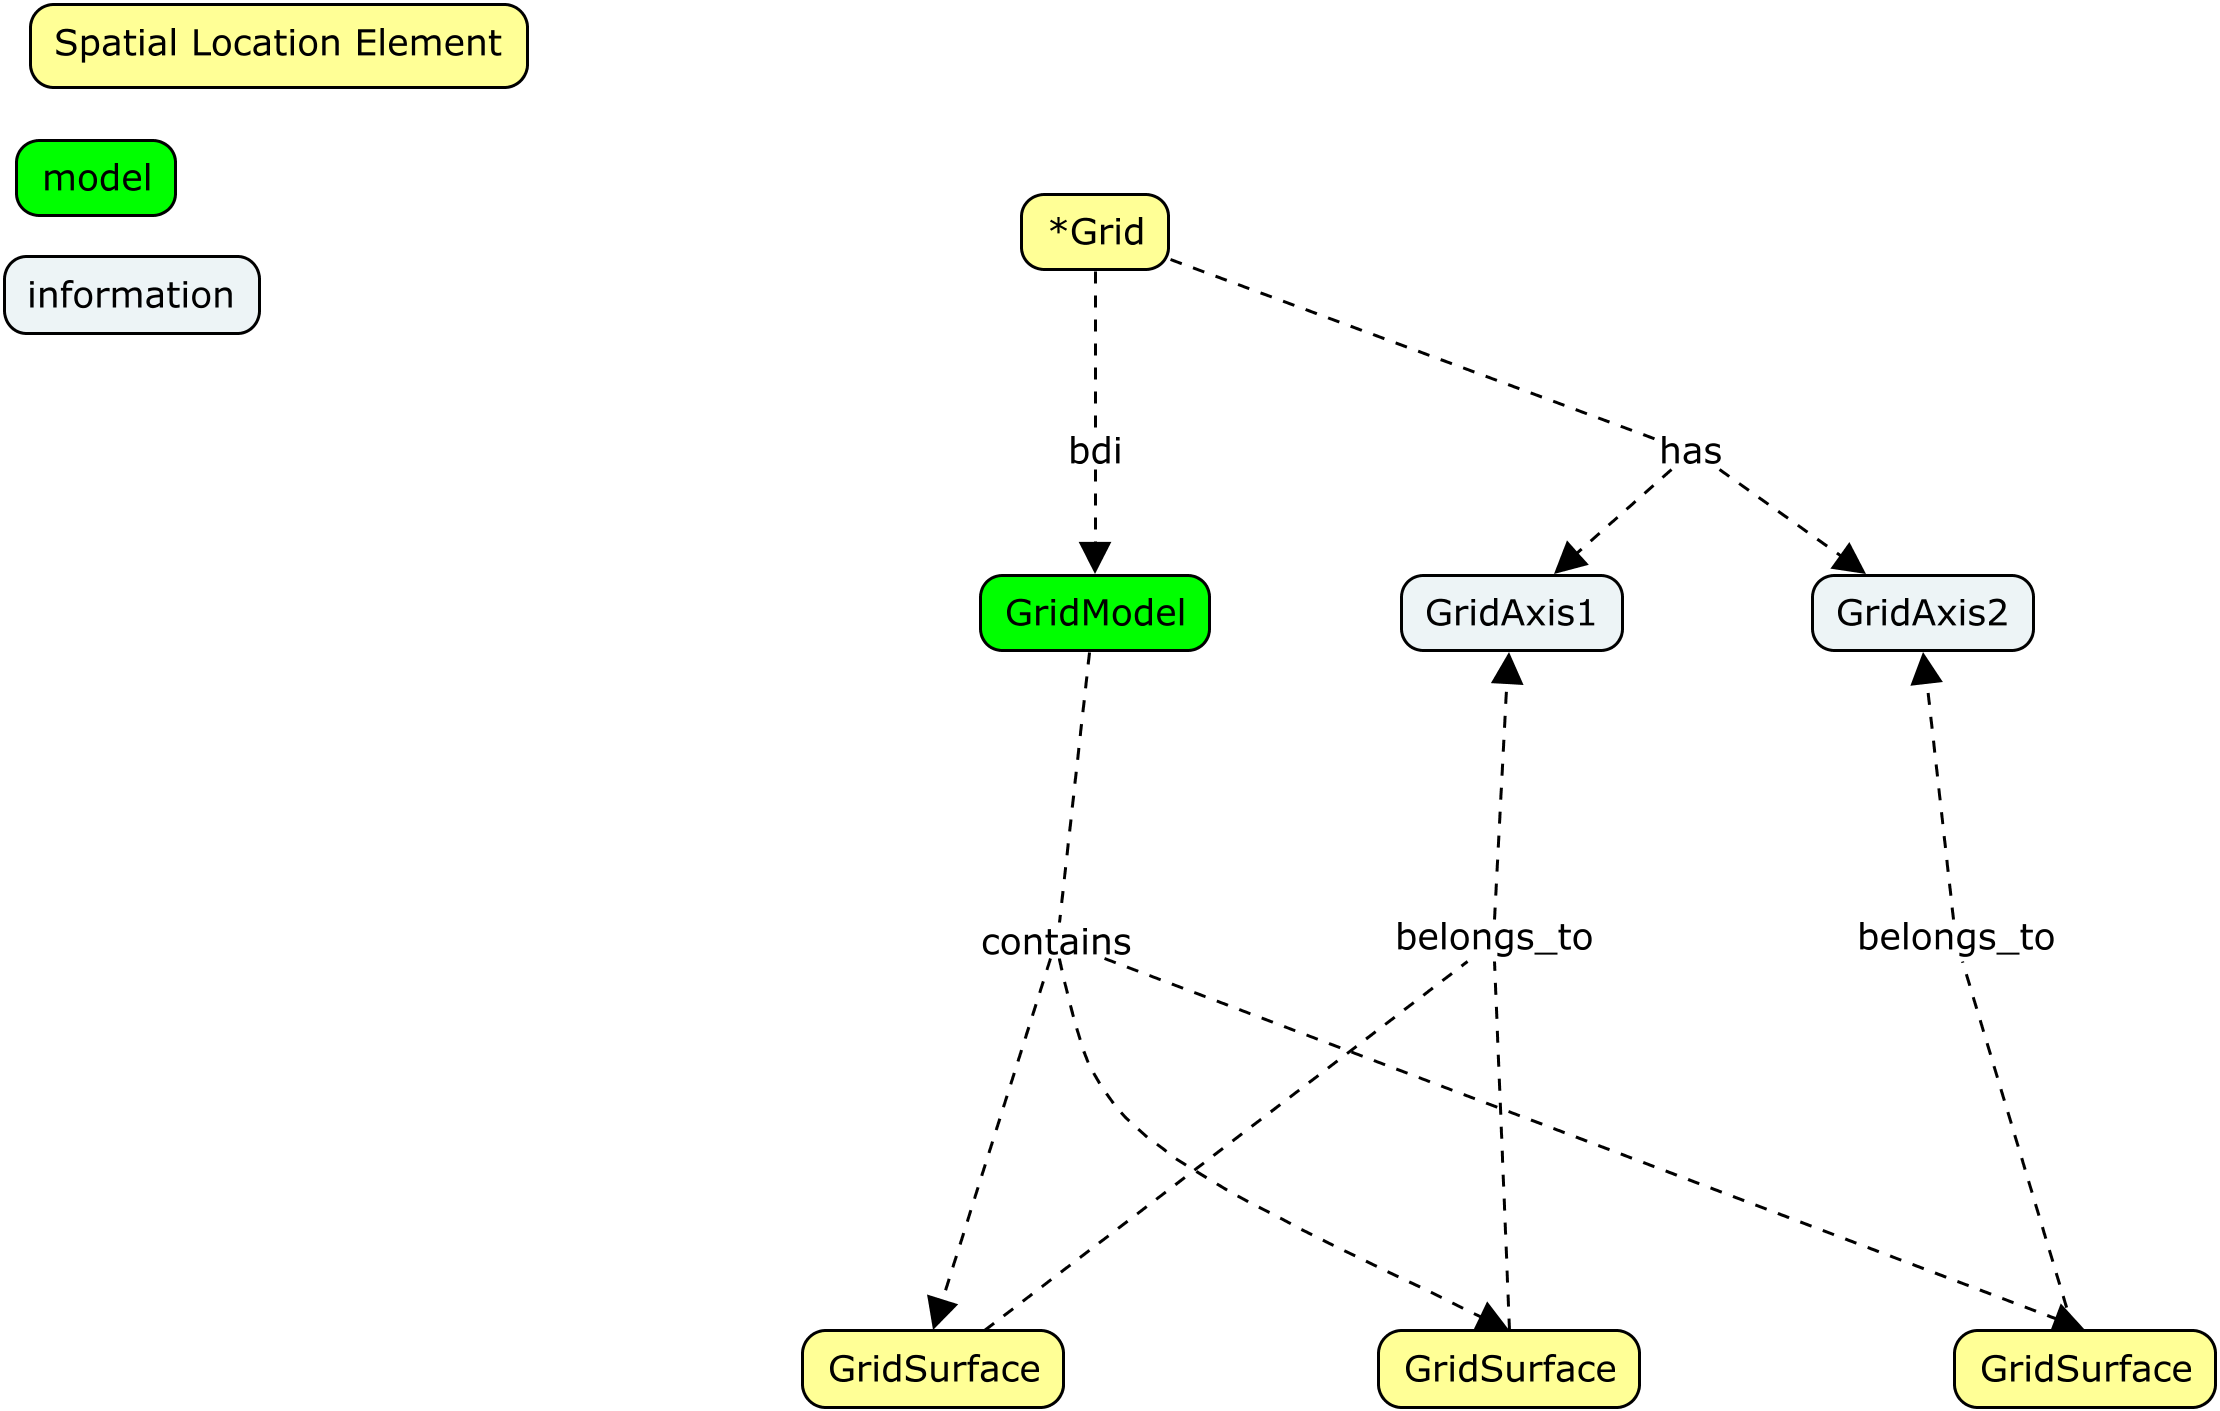 Spatial Location Element
model
information
*Grid
bdi
has
GridModel
GridAxis1
GridAxis2
contains
belongs_to
belongs_to
GridSurface
GridSurface
GridSurface